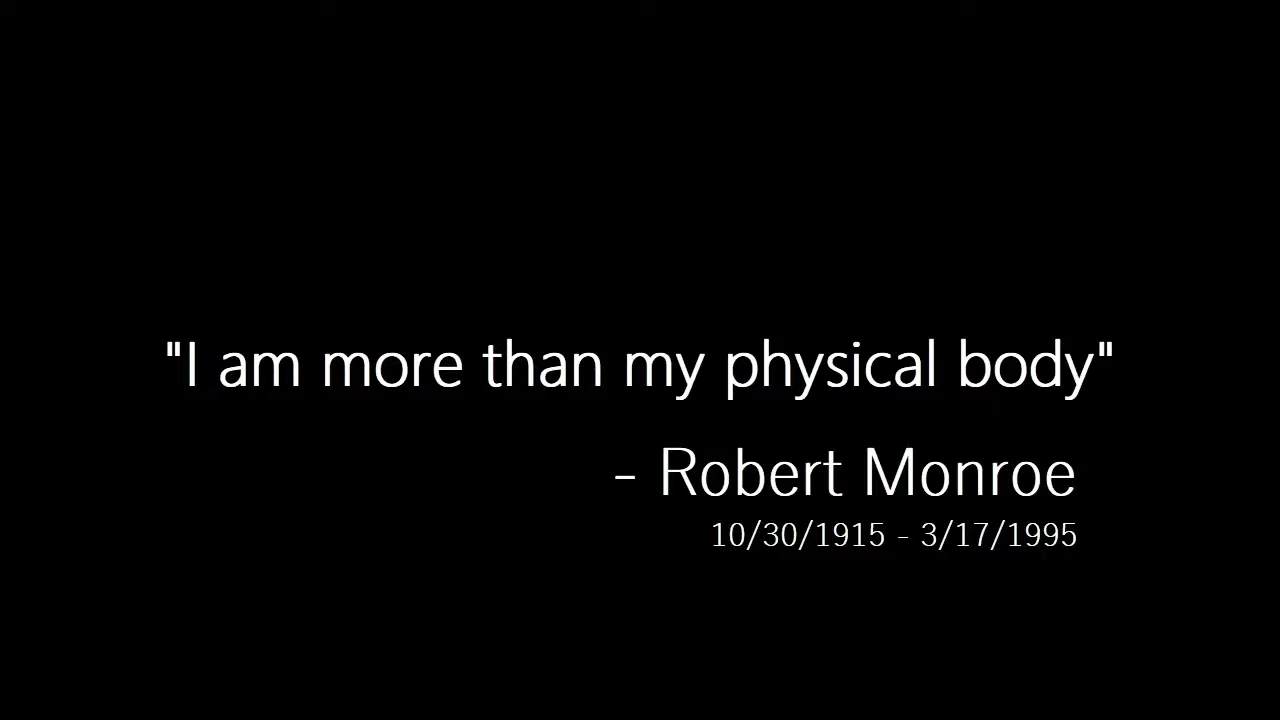 "I am more than my physical body"
- Robert Monroe
10/30/1915 - 3/17/1995